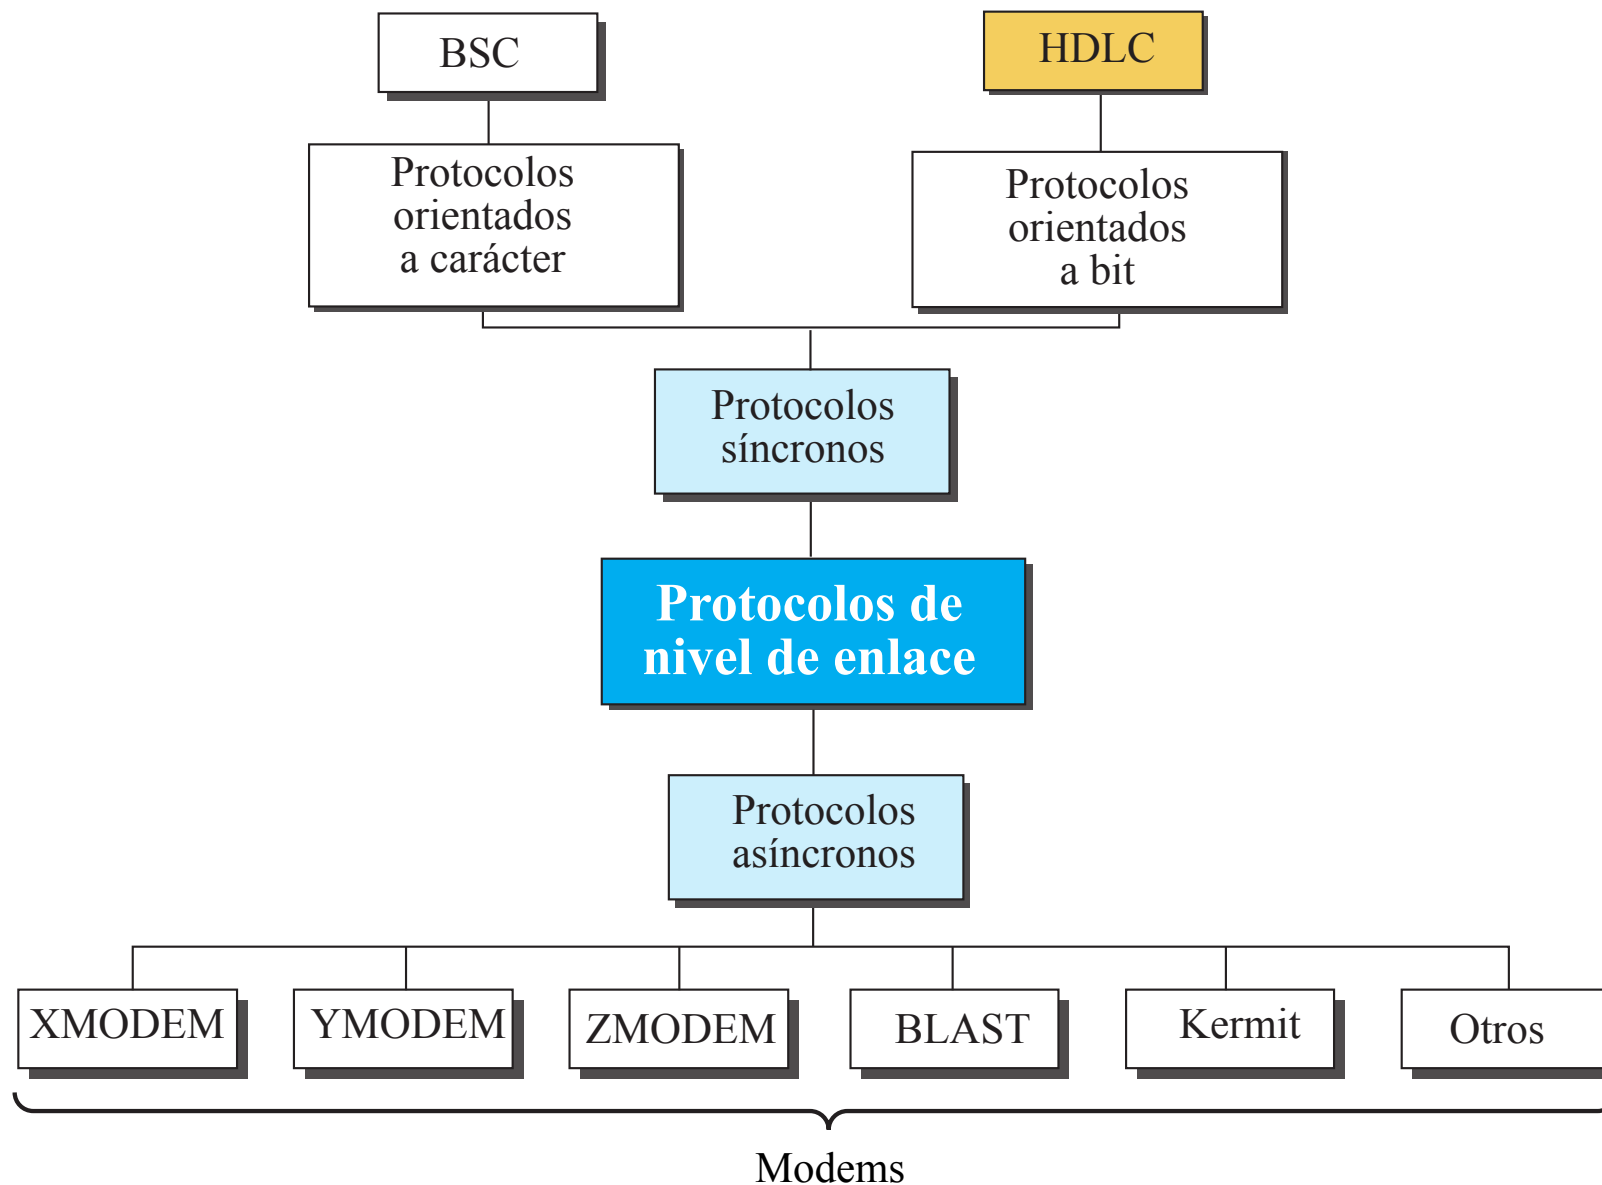 BSC
HDLC
Protocolos
orientados
a carácter
Protocolos
orientados
a bit
Protocolos
síncronos
Protocolos de
nivel de enlace
Protocolos
asíncronos
XMODEM
YMODEM
ZMODEM
BLAST
Kermit
Otros
Modems